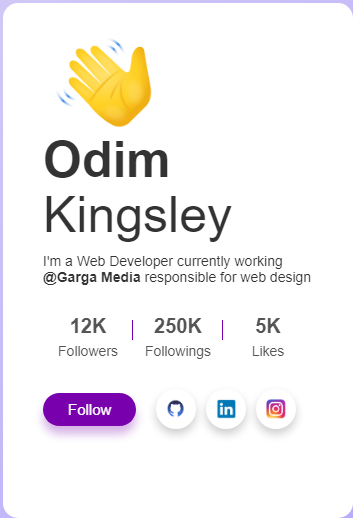 Odim
Kingsley
I'm a Web Developer currently working
@Garga Media responsible for web design
12K 250K 5K
Followers Followings Likes
Follow